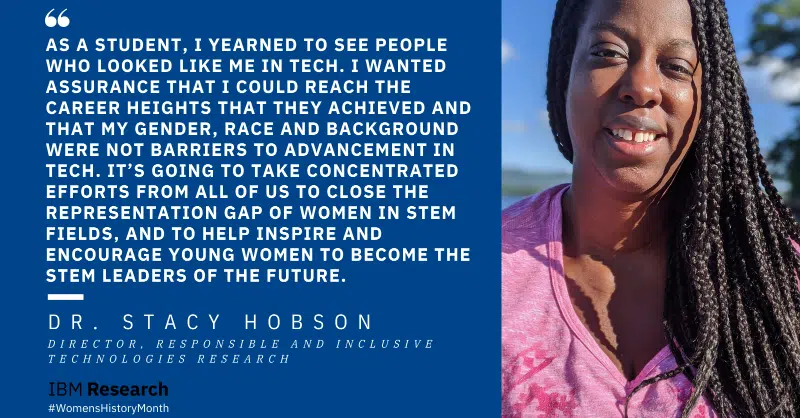 “
AS A STUDENT, I YEARNED TO SEE PEOPLE
WHO LOOKED LIKE ME IN TECH. I WANTED
ASSURANCE THAT I COULD REACH THE
CAREER HEIGHTS THAT THEY ACHIEVED AND
THAT MY GENDER, RACE AND BACKGROUND
WERE NOT BARRIERS TO ADVANCEMENT IN
TECH. IT’S GOING TO TAKE CONCENTRATED
EFFORTS FROM ALL OF US TO CLOSE THE
REPRESENTATION GAP OF WOMEN IN STEM
FIELDS, AND TO HELP INSPIRE AND
ENCOURAGE YOUNG WOMEN TO BECOME THE
STEM LEADERS OF THE FUTURE.
DR. STACY HOBSON
DIRECTOR, RESPONSIBLE AND INCLUSIVE
TECHNOLOGIES RESEARCH
IBM Research
#WomensHistoryMonth